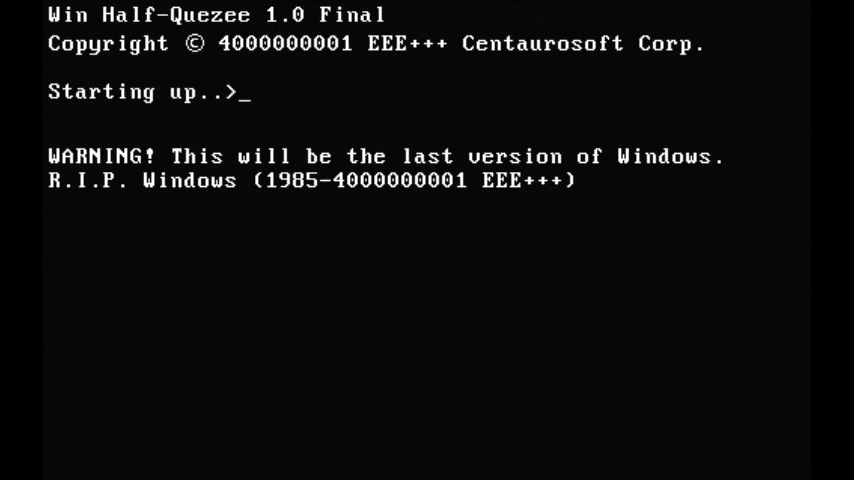 Win Half-Quezee 1.0 Final
Copyright © 4000000001 EEE+++ Centaurosoft Corp.
Starting up..>_
WARNING! This will be the last version of Windows.
R.I.P. Windows (1985-4000000001 EEE+++)